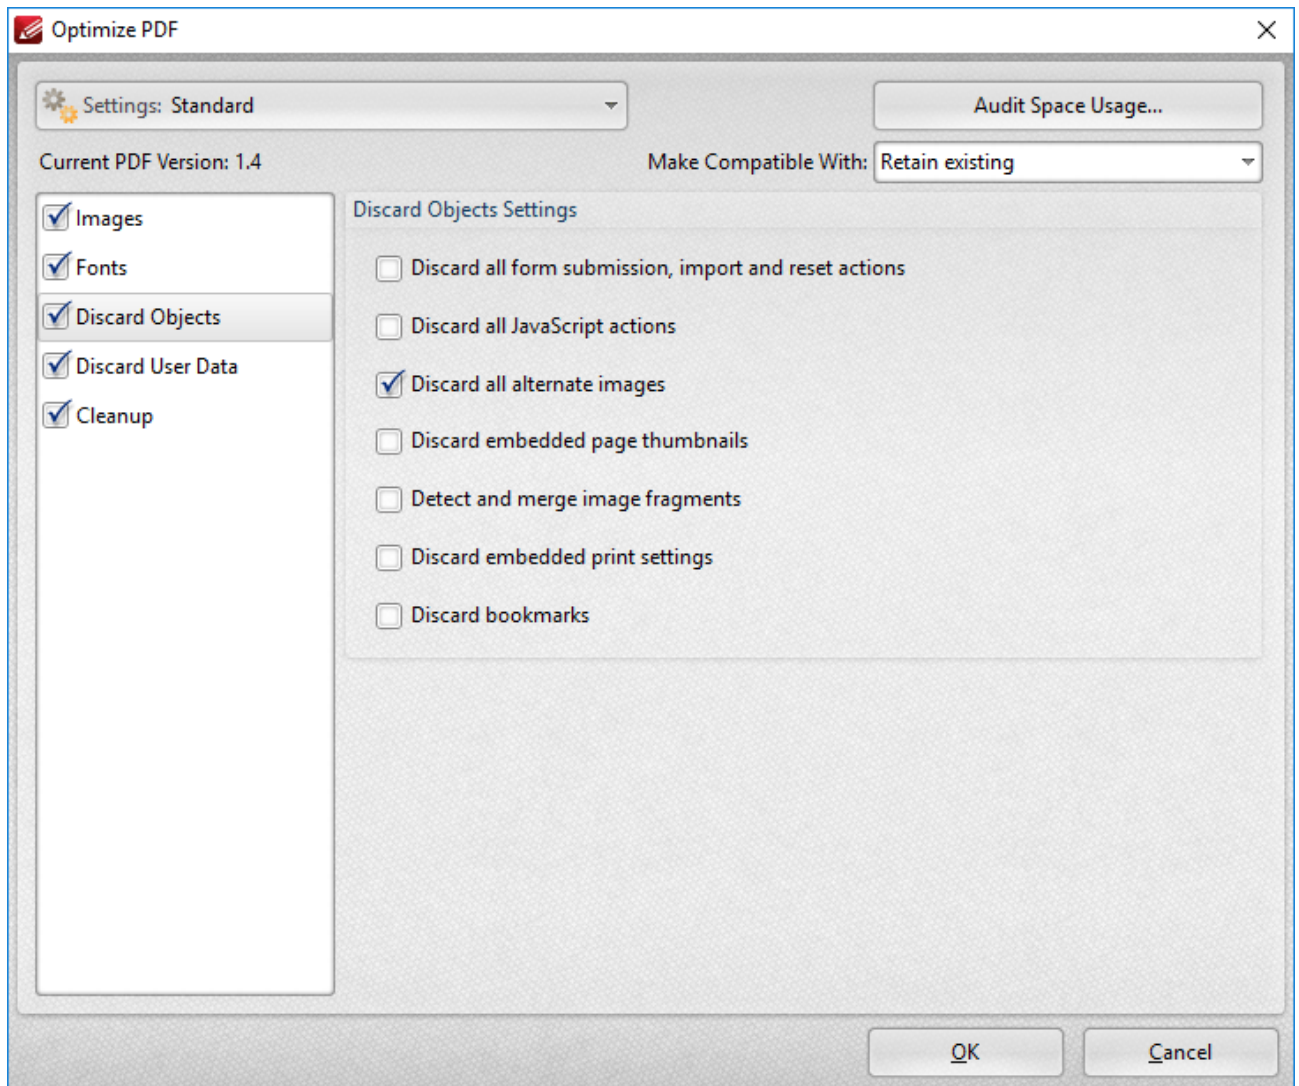 Optimize PDF
Settings: Standard
Audit Space Usage...
Current PDF Version: 1.4
Make Compatible With: Retain existing
Images
Fonts
Discard Objects
Discard User Data
Cleanup
Discard Objects Settings
Discard all form submission, import and reset actions
Discard all JavaScript actions
Discard all alternate images
Discard embedded page thumbnails
Detect and merge image fragments
Discard embedded print settings
Discard bookmarks
OK
Cancel